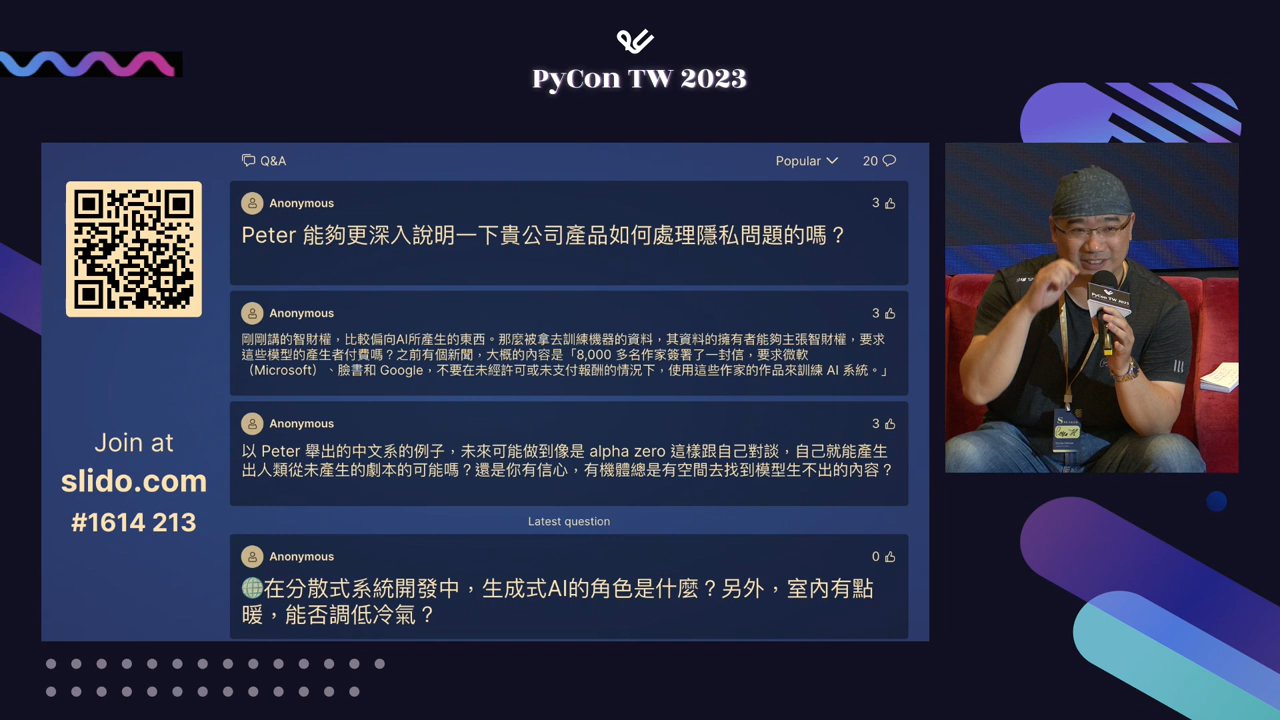 PyCon TW 2023
Q&A
Popular
20
Anonymous
3
Peter 能夠更深入說明一下貴公司產品如何處理隱私問題的嗎？
Anonymous
3
剛剛講的智財權，比較偏向AI所產生的東西。那麼被拿去訓練機器的資料，其資料的擁有者能夠主張智財權，要求
這些模型的產生者付費嗎？之前有個新聞，大概的內容是「8,000 多名作家簽署了一封信，要求微軟
（Microsoft）、臉書和 Google，不要在未經許可或未支付報酬的情況下，使用這些作家的作品來訓練 AI 系統。」
Anonymous
3
以 Peter 舉出的中文系的例子，未來可能做到像是 alpha zero 這樣跟自己對談，自己就能產生
出人類從未產生的劇本的可能嗎？還是你有信心，有機體總是有空間去找到模型生不出的內容？
Latest question
Anonymous
0
🌐在分散式系統開發中，生成式AI的角色是什麼？另外，室內有點
暖，能否調低冷氣？
Join at
slido.com
#1614 213
PyCon TW 2023